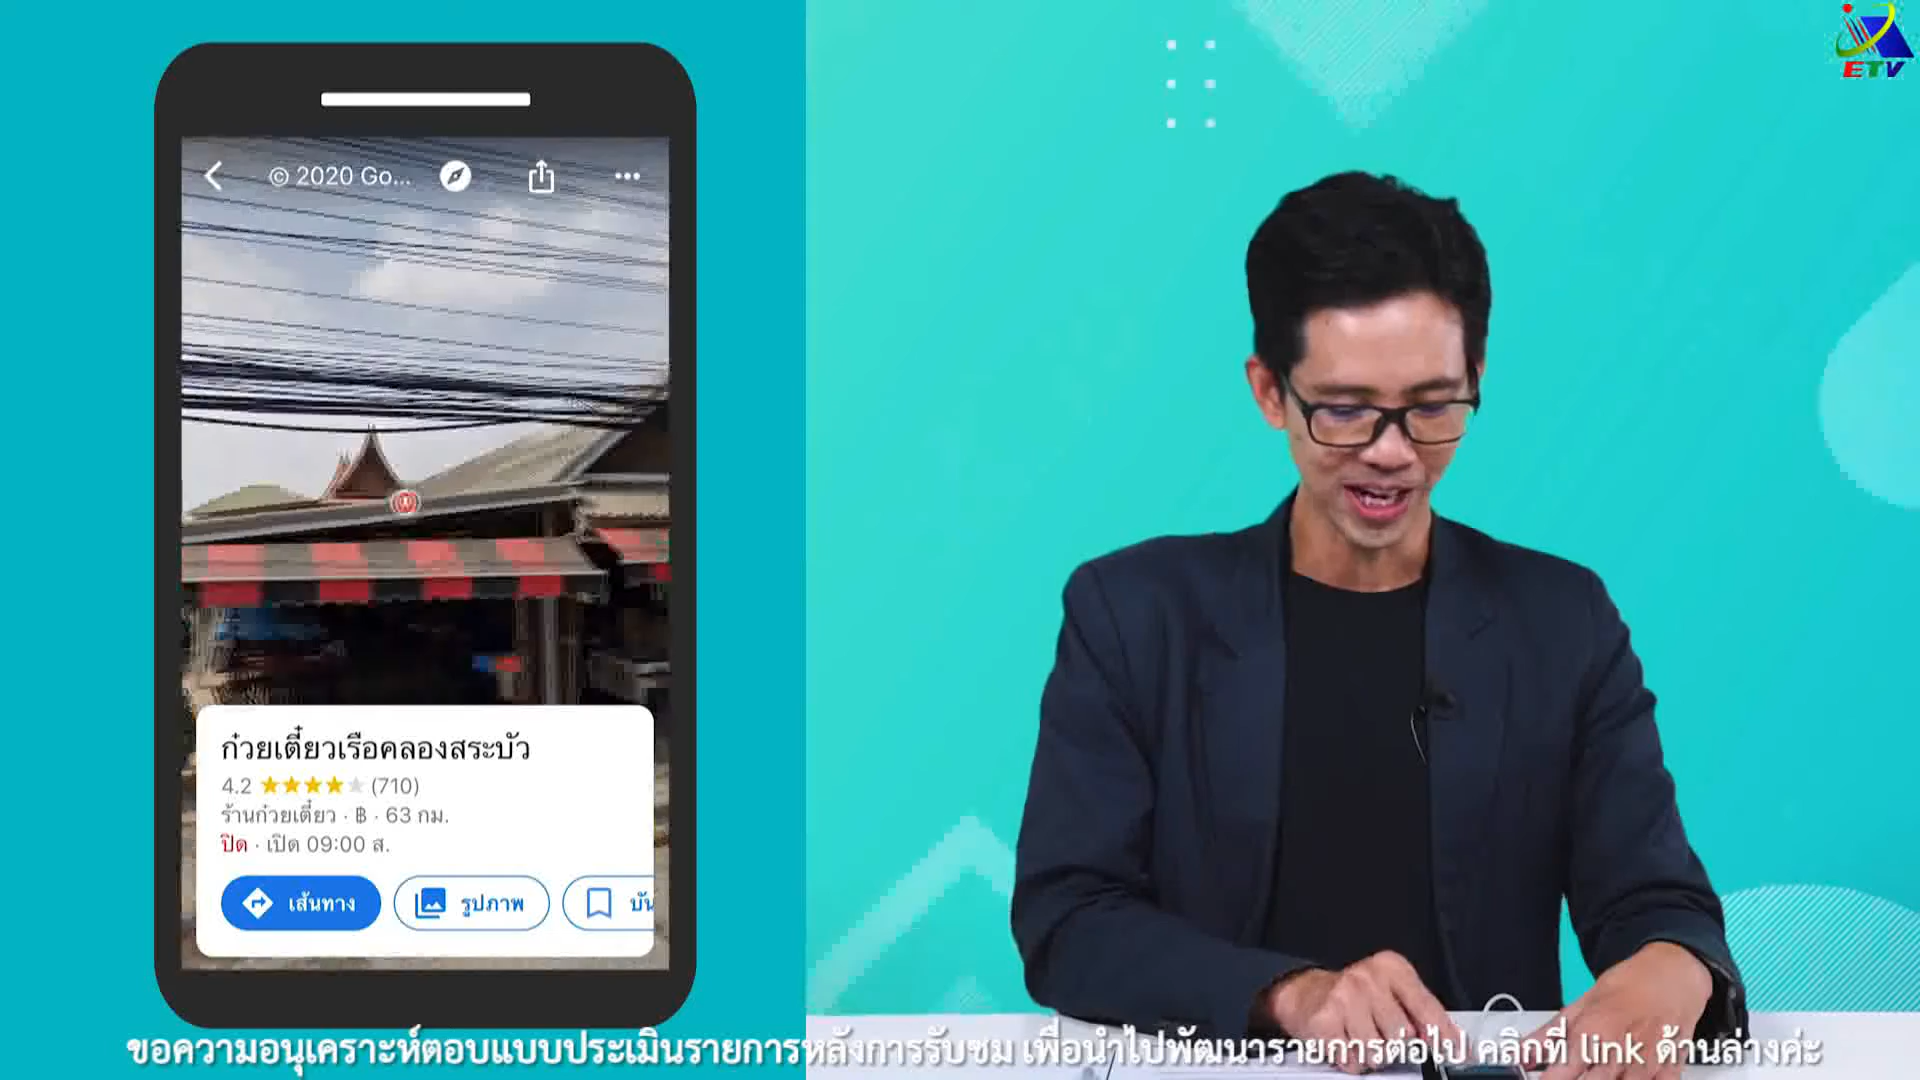 ETV
© 2020 Go...
ก๋วยเตี๋ยวเรือคลองสระบัว
4.2 (710)
ร้านก๋วยเตี๋ยว · ฿ · 63 กม.
ปิด · เปิด 09:00 ส.
เส้นทาง
รูปภาพ
ขอความอนุเคราะห์ตอบแบบประเมินรายการหลังการรับชม เพื่อนำไปพัฒนารายการต่อไป คลิกที่ link ด้านล่างค่ะ